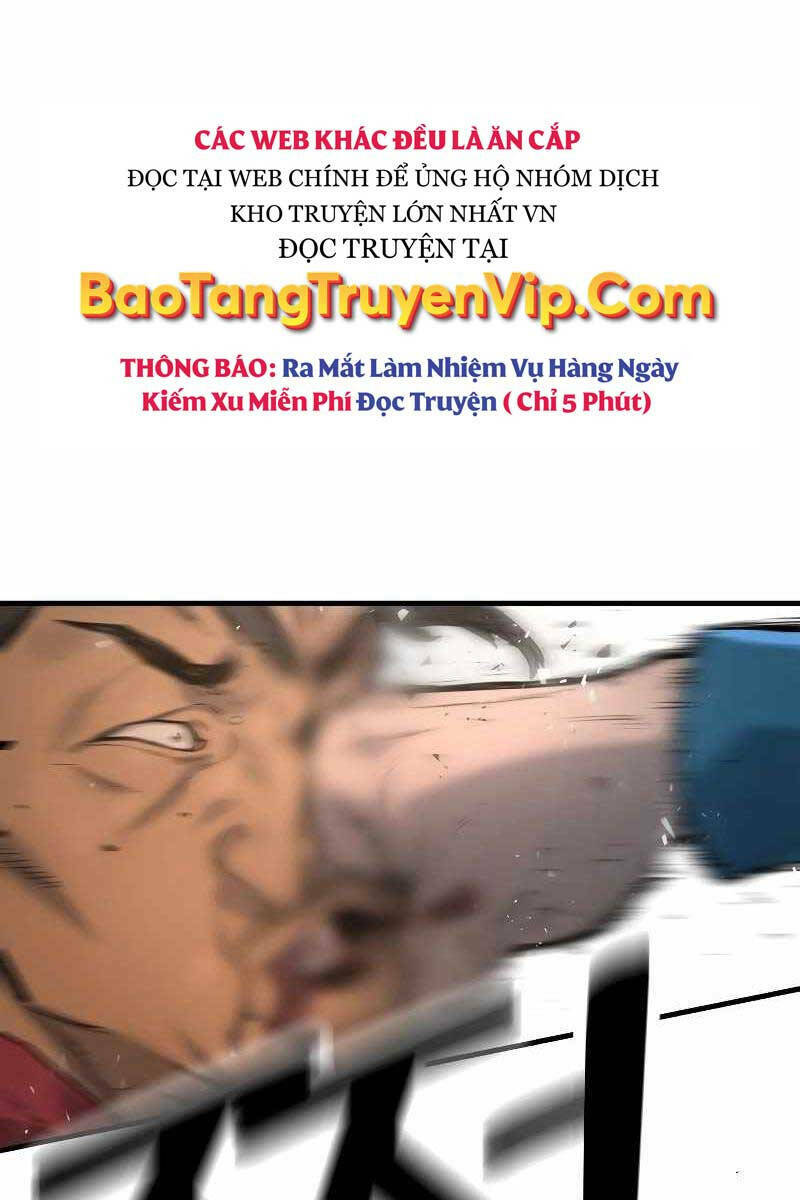 CÁC WEB KHÁC ĐỀU LÀ ĂN CẮP
ĐỌC TẠI WEB CHÍNH ĐỂ ỦNG HỘ NHÓM DỊCH
KHO TRUYỆN LỚN NHẤT VN
ĐỌC TRUYỆN TẠI
BaoTangTruyenVip.Com
THÔNG BÁO: Ra Mắt Làm Nhiệm Vụ Hàng Ngày
Kiếm Xu Miễn Phí Đọc Truyện ( Chỉ 5 Phút)